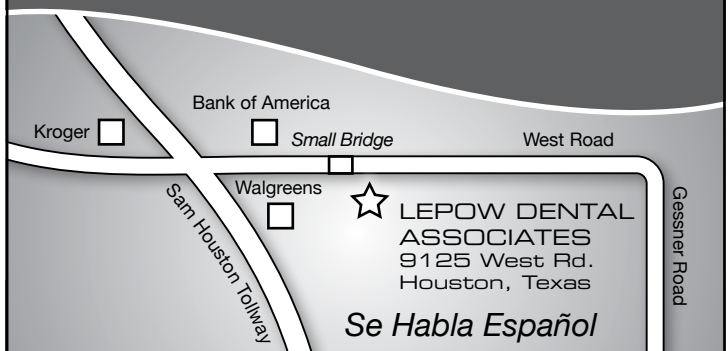 Bank of America
Kroger
Small Bridge
West Road
Walgreens
Sam Houston Tollway
Gessner Road
LEPOW DENTAL
ASSOCIATES
9125 West Rd.
Houston, Texas
Se Habla Español